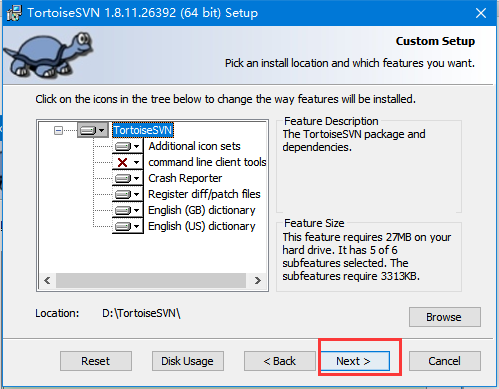 TortoiseSVN 1.8.11.26392 (64 bit) Setup
Custom Setup
Pick an install location and which features you want.
Click on the icons in the tree below to change the way features will be installed.
TortoiseSVN
Additional icon sets
command line client tools
Crash Reporter
Register diff/patch files
English (GB) dictionary
English (US) dictionary
Feature Description
The TortoiseSVN package and
dependencies.
Feature Size
This feature requires 27MB on your
hard drive. It has 5 of 6
subfeatures selected. The
subfeatures require 3313KB.
Location: D:\TortoiseSVN\
Browse
Reset Disk Usage < Back Next > Cancel